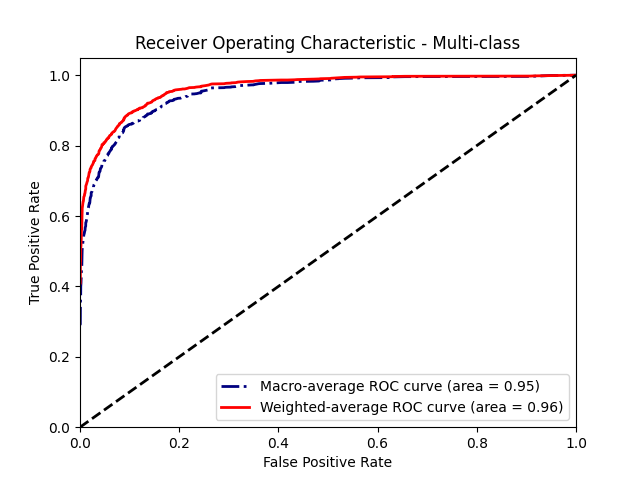 Receiver Operating Characteristic - Multi-class
1.0
0.8
0.6
0.4
0.2
0.0
True Positive Rate
Macro-average ROC curve (area = 0.95)
Weighted-average ROC curve (area = 0.96)
0.0 0.2 0.4 0.6 0.8 1.0
False Positive Rate